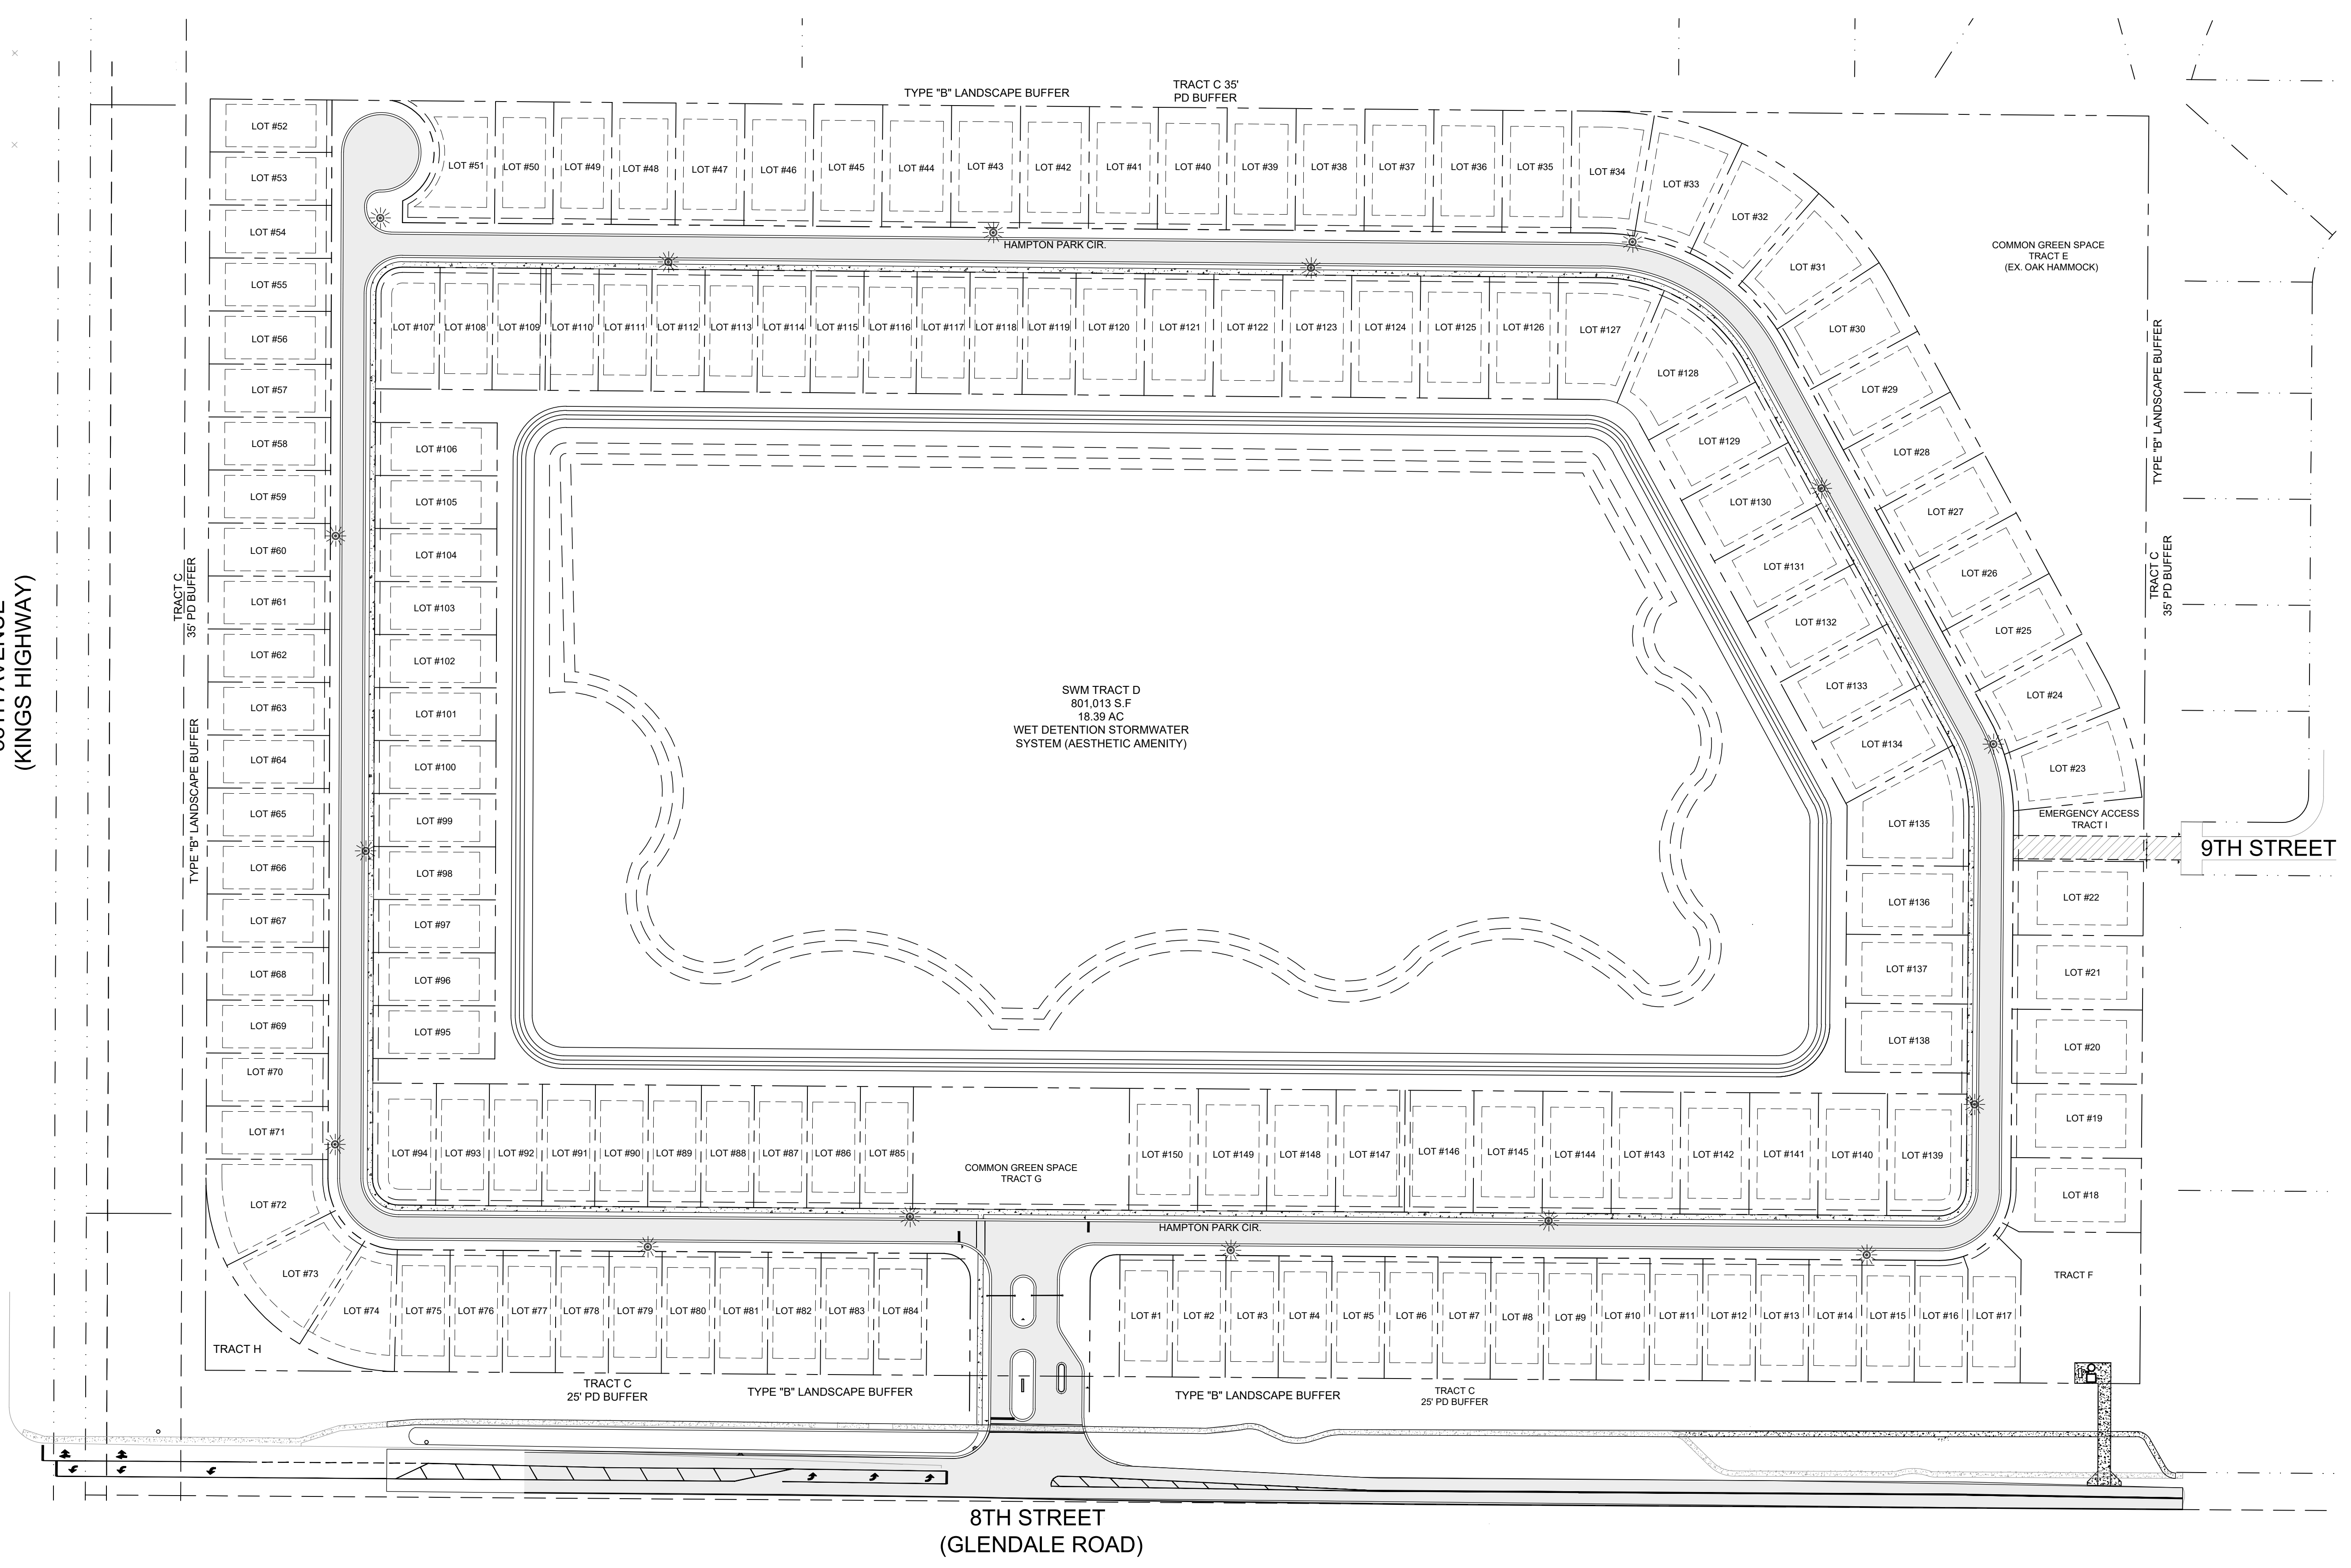 TRACT C 35'
PD BUFFER
TYPE "B" LANDSCAPE BUFFER
LOT #52
LOT #53
LOT #54
LOT #55
LOT #56
LOT #57
LOT #58
LOT #59
LOT #60
LOT #61
LOT #62
LOT #63
LOT #64
LOT #65
LOT #66
LOT #67
LOT #68
LOT #69
LOT #70
LOT #71
LOT #72
LOT #73
LOT #74
LOT #51
LOT #50
LOT #49
LOT #48
LOT #47
LOT #46
LOT #45
LOT #44
LOT #43
LOT #42
LOT #41
LOT #40
LOT #39
LOT #38
LOT #37
LOT #36
LOT #35
LOT #34
LOT #33
LOT #32
LOT #31
LOT #30
LOT #29
LOT #28
LOT #27
LOT #26
LOT #25
LOT #24
LOT #23
HAMPTON PARK CIR.
COMMON GREEN SPACE
TRACT E
(EX. OAK HAMMOCK)
TYPE "B" LANDSCAPE BUFFER
TRACT C
35' PD BUFFER
LOT #107
LOT #108
LOT #109
LOT #110
LOT #111
LOT #112
LOT #113
LOT #114
LOT #115
LOT #116
LOT #117
LOT #118
LOT #119
LOT #120
LOT #121
LOT #122
LOT #123
LOT #124
LOT #125
LOT #126
LOT #127
LOT #128
LOT #129
LOT #130
LOT #131
LOT #132
LOT #133
LOT #134
LOT #135
LOT #136
LOT #137
LOT #138
LOT #106
LOT #105
LOT #104
LOT #103
LOT #102
LOT #101
LOT #100
LOT #99
LOT #98
LOT #97
LOT #96
LOT #95
(KINGS HIGHWAY)
TRACT C
35' PD BUFFER
TYPE "B" LANDSCAPE BUFFER
SWM TRACT D
801,013 S.F
18.39 AC
WET DETENTION STORMWATER
SYSTEM (AESTHETIC AMENITY)
EMERGENCY ACCESS
TRACT I
9TH STREET
LOT #22
LOT #21
LOT #20
LOT #19
LOT #18
TRACT F
LOT #94
LOT #93
LOT #92
LOT #91
LOT #90
LOT #89
LOT #88
LOT #87
LOT #86
LOT #85
COMMON GREEN SPACE
TRACT G
LOT #150
LOT #149
LOT #148
LOT #147
LOT #146
LOT #145
LOT #144
LOT #143
LOT #142
LOT #141
LOT #140
LOT #139
HAMPTON PARK CIR.
LOT #75
LOT #76
LOT #77
LOT #78
LOT #79
LOT #80
LOT #81
LOT #82
LOT #83
LOT #84
LOT #1
LOT #2
LOT #3
LOT #4
LOT #5
LOT #6
LOT #7
LOT #8
LOT #9
LOT #10
LOT #11
LOT #12
LOT #13
LOT #14
LOT #15
LOT #16
LOT #17
TRACT H
TRACT C
25' PD BUFFER
TYPE "B" LANDSCAPE BUFFER
TYPE "B" LANDSCAPE BUFFER
TRACT C
25' PD BUFFER
8TH STREET
(GLENDALE ROAD)